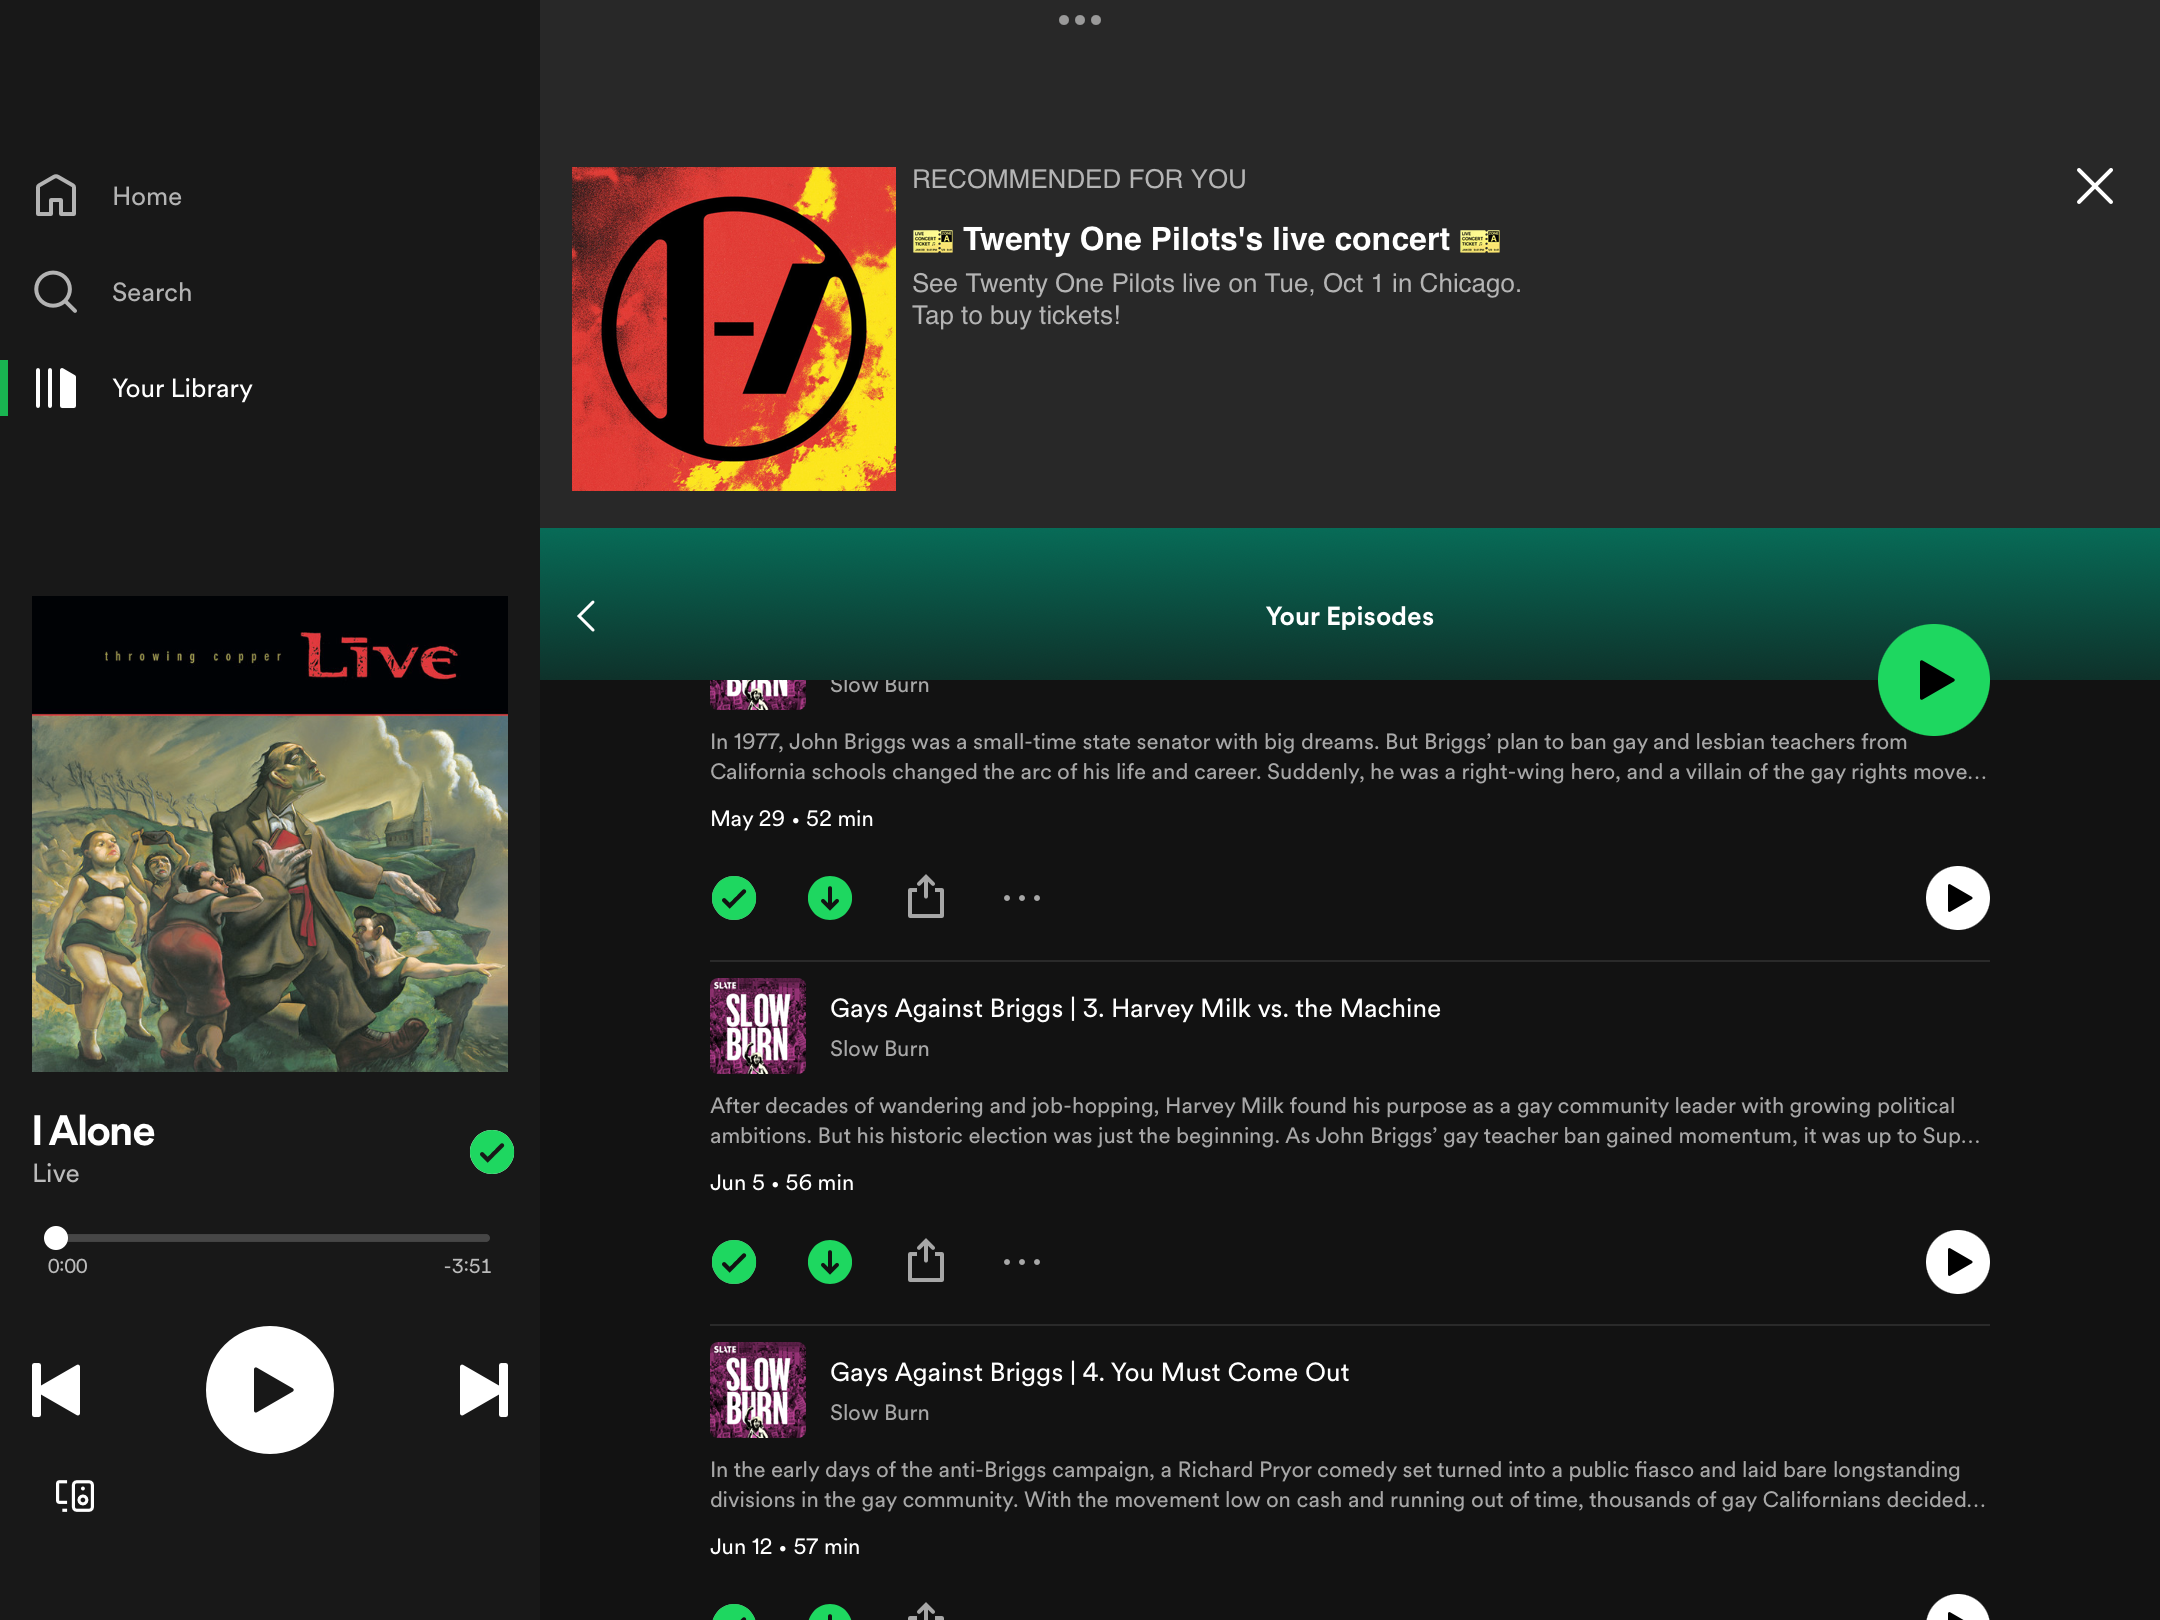 Home
Search
Your Library
throwing copper Live
I Alone
Live
0:00
-3:51
RECOMMENDED FOR YOU
🎫 Twenty One Pilots's live concert 🎫
See Twenty One Pilots live on Tue, Oct 1 in Chicago.
Tap to buy tickets!
Your Episodes
BURN
Slow Burn
In 1977, John Briggs was a small-time state senator with big dreams. But Briggs’ plan to ban gay and lesbian teachers from
California schools changed the arc of his life and career. Suddenly, he was a right-wing hero, and a villain of the gay rights move...
May 29 • 52 min
SLATE
SLOW
BURN
Gays Against Briggs | 3. Harvey Milk vs. the Machine
Slow Burn
After decades of wandering and job-hopping, Harvey Milk found his purpose as a gay community leader with growing political
ambitions. But his historic election was just the beginning. As John Briggs’ gay teacher ban gained momentum, it was up to Sup...
Jun 5 • 56 min
SLATE
SLOW
BURN
Gays Against Briggs | 4. You Must Come Out
Slow Burn
In the early days of the anti-Briggs campaign, a Richard Pryor comedy set turned into a public fiasco and laid bare longstanding
divisions in the gay community. With the movement low on cash and running out of time, thousands of gay Californians decided...
Jun 12 • 57 min